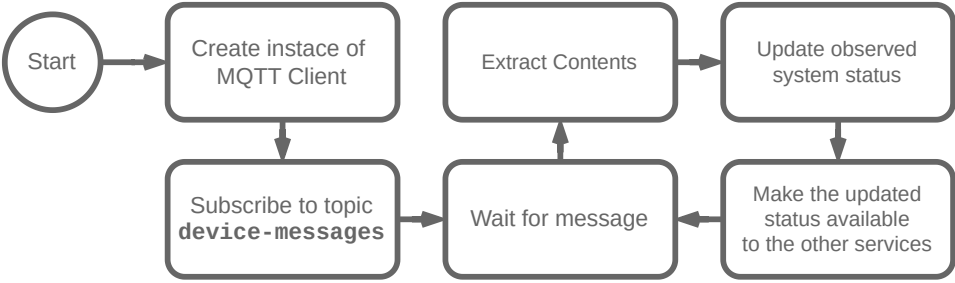 Start
Create instace of
MQTT Client
Extract Contents
Update observed
system status
Subscribe to topic
device-messages
Wait for message
Make the updated
status available
to the other services